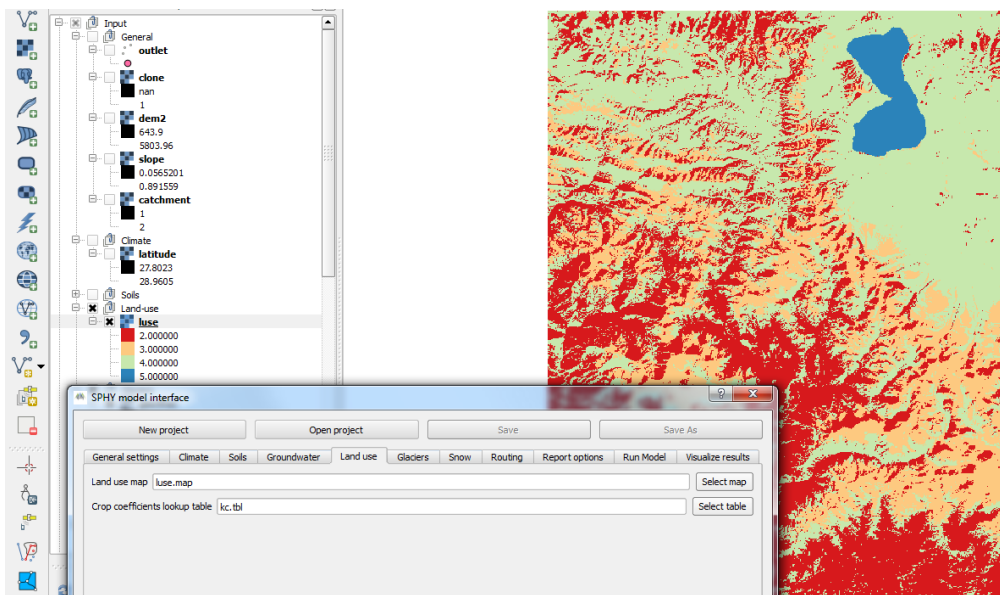 Input
General
outlet
clone
nan
1
dem2
643.9
5803.96
slope
0.0565201
0.891559
catchment
1
2
Climate
latitude
27.8023
28.9605
Soils
Land-use
luse
2.000000
3.000000
4.000000
5.000000
SPHY model interface
New project Open project Save Save As
General settings Climate Soils Groundwater Land use Glaciers Snow Routing Report options Run Model Visualize results
Land use map luse.map Select map
Crop coefficients lookup table kc.tbl Select table